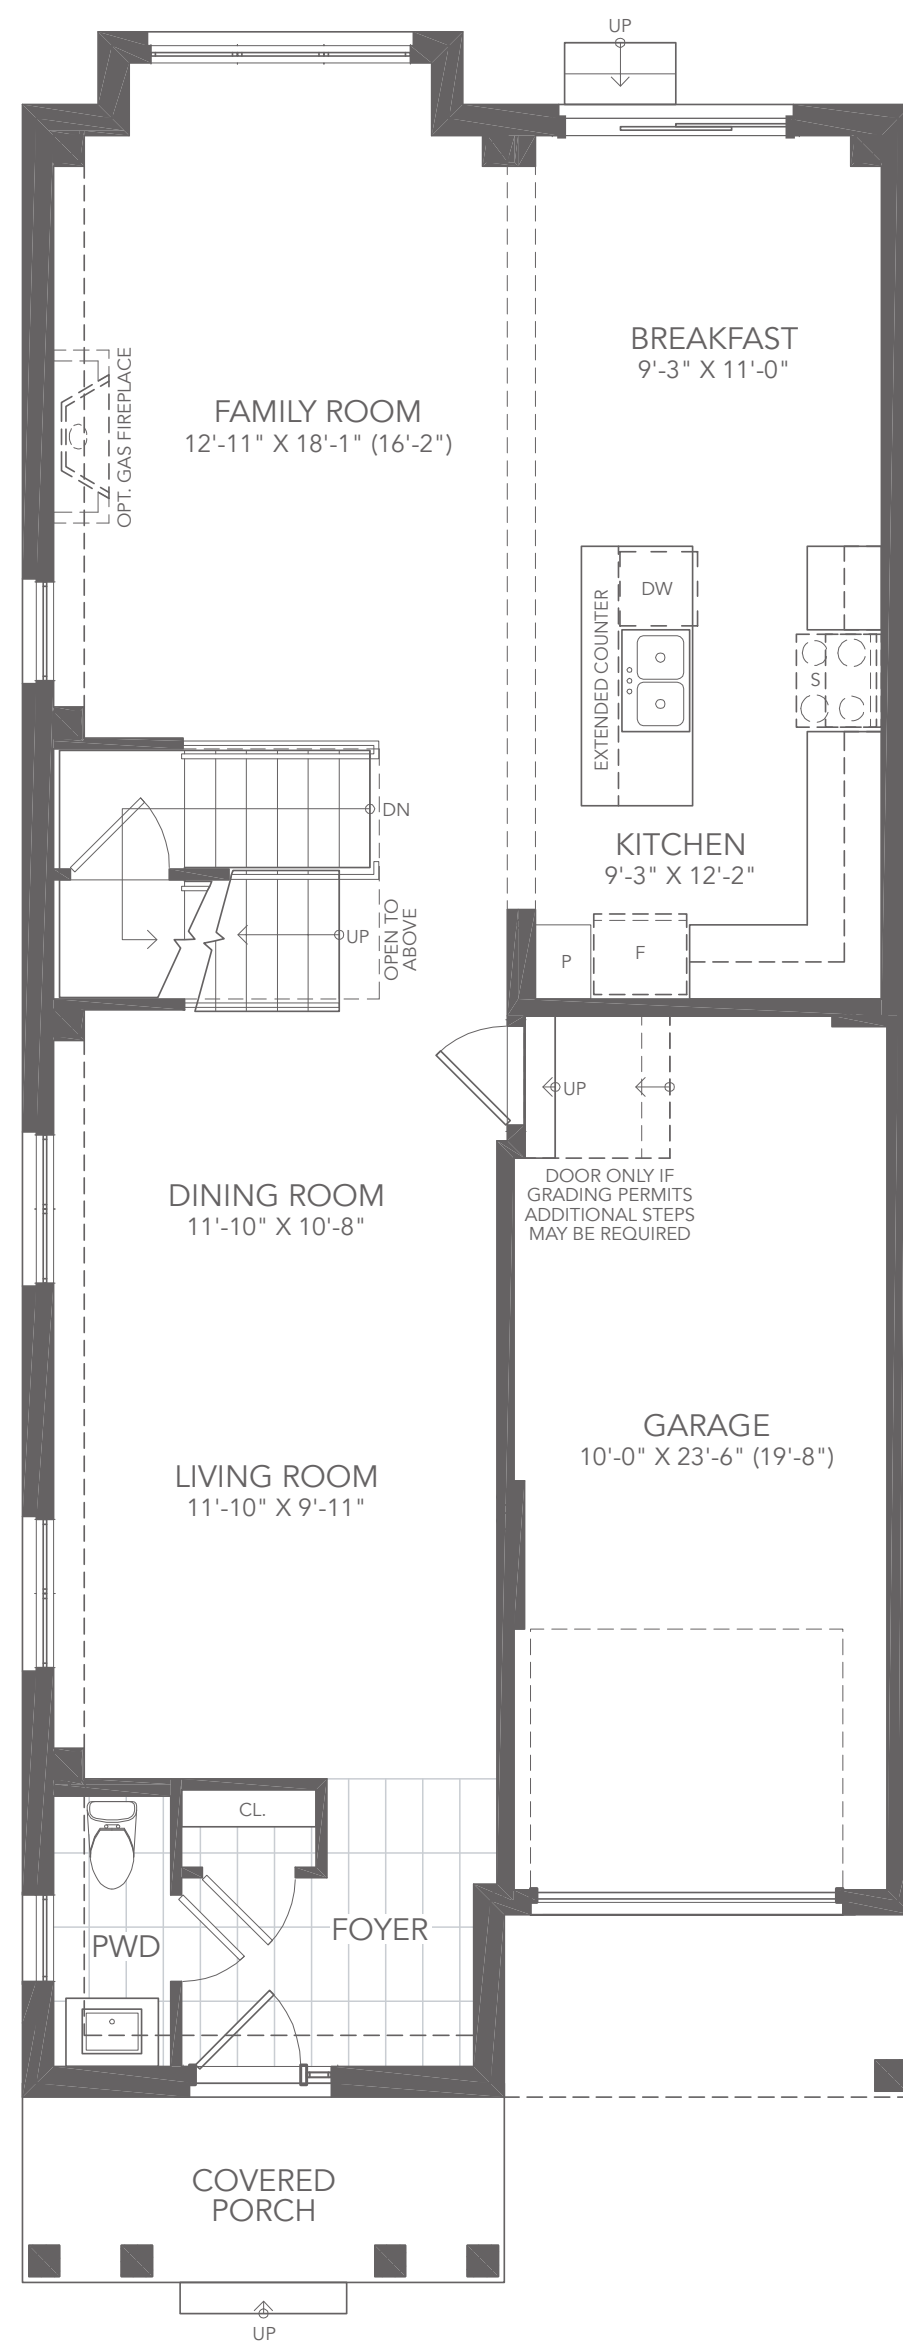 UP
BREAKFAST
9'-3" X 11'-0"
FAMILY ROOM
12'-11" X 18'-1" (16'-2")
OPT. GAS FIREPLACE
DW
EXTENDED COUNTER
S
DN
KITCHEN
9'-3" X 12'-2"
UP
OPEN TO
ABOVE
P
F
UP
DOOR ONLY IF
GRADING PERMITS
ADDITIONAL STEPS
MAY BE REQUIRED
DINING ROOM
11'-10" X 10'-8"
GARAGE
10'-0" X 23'-6" (19'-8")
LIVING ROOM
11'-10" X 9'-11"
CL.
FOYER
PWD
COVERED
PORCH
UP